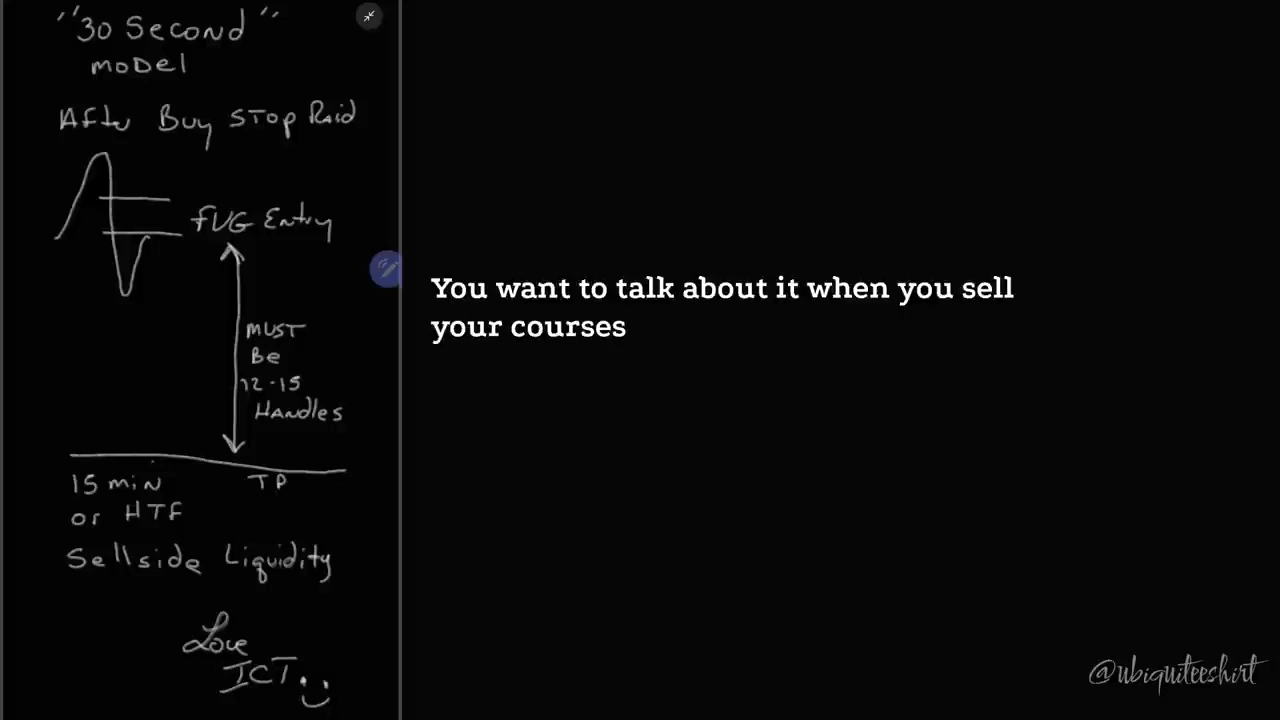 "30 Second"
MODel
After Buy STop Raid
FVG Entry
MUST
Be
12-15
HANdles
15 miN
TP
or HTF
Sellside Liquidity
Love
ICT
You want to talk about it when you sell
your courses
@ubiquiteeshirt